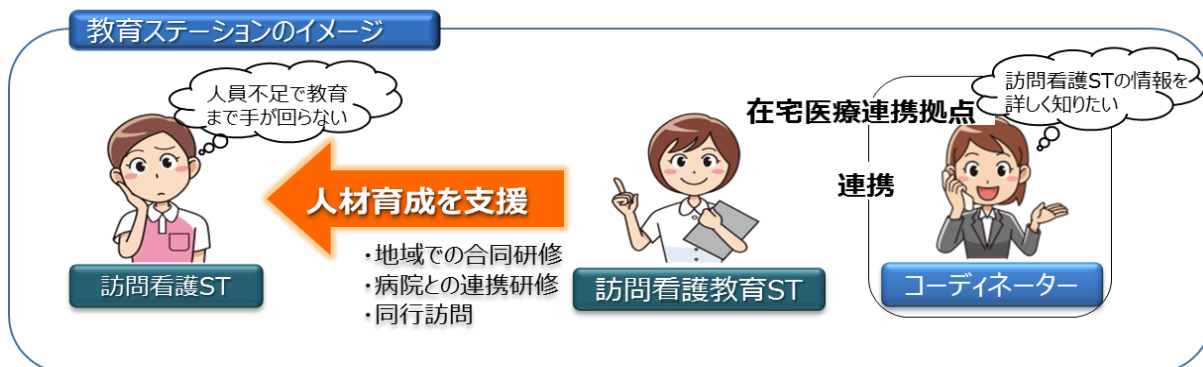 教育ステーションのイメージ
人員不足で教育
まで手が回らない
訪問看護STの情報を
詳しく知りたい
在宅医療連携拠点
連携
人材育成を支援
・地域での合同研修
・病院との連携研修
・同行訪問
訪問看護ST
訪問看護教育ST
コーディネーター